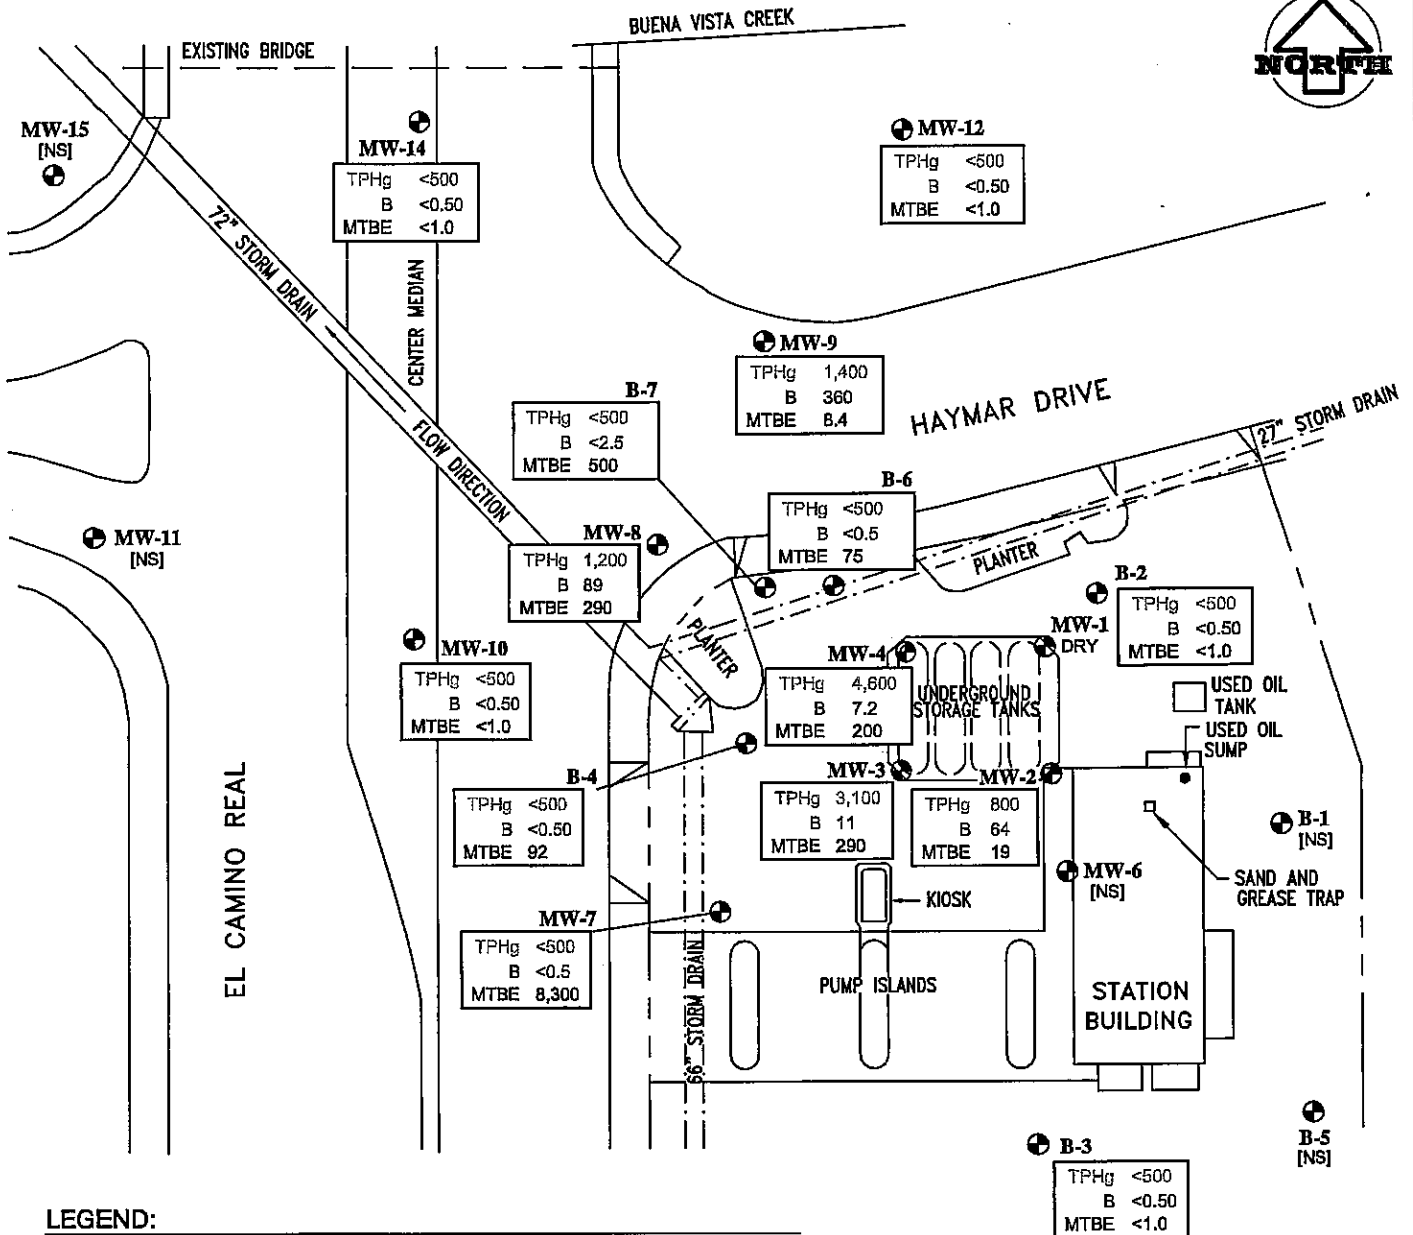 BUENA VISTA CREEK
EXISTING BRIDGE
NORTH
MW-15
[NS]
MW-14
TPHg <500
B <0.50
MTBE <1.0
MW-12
TPHg <500
B <0.50
MTBE <1.0
72" STORM DRAIN
FLOW DIRECTION
CENTER MEDIAN
MW-9
TPHg 1,400
B 360
MTBE 8.4
B-7
TPHg <500
B <2.5
MTBE 500
HAYMAR DRIVE
27" STORM DRAIN
B-6
TPHg <500
B <0.5
MTBE 75
MW-11
[NS]
MW-8
TPHg 1,200
B 89
MTBE 290
PLANTER
B-2
TPHg <500
B <0.50
MTBE <1.0
MW-1
DRY
MW-10
TPHg <500
B <0.50
MTBE <1.0
PLANTER
MW-4
TPHg 4,600
B 7.2
MTBE 200
UNDERGROUND
STORAGE TANKS
USED OIL
TANK
USED OIL
SUMP
B-4
TPHg <500
B <0.50
MTBE 92
MW-3
TPHg 3,100
B 11
MTBE 290
MW-2
TPHg 800
B 64
MTBE 19
B-1
[NS]
MW-6
[NS]
SAND AND
GREASE TRAP
KIOSK
EL CAMINO REAL
MW-7
TPHg <500
B <0.5
MTBE 8,300
66" STORM DRAIN
PUMP ISLANDS
STATION
BUILDING
B-5
[NS]
B-3
TPHg <500
B <0.50
MTBE <1.0
LEGEND: